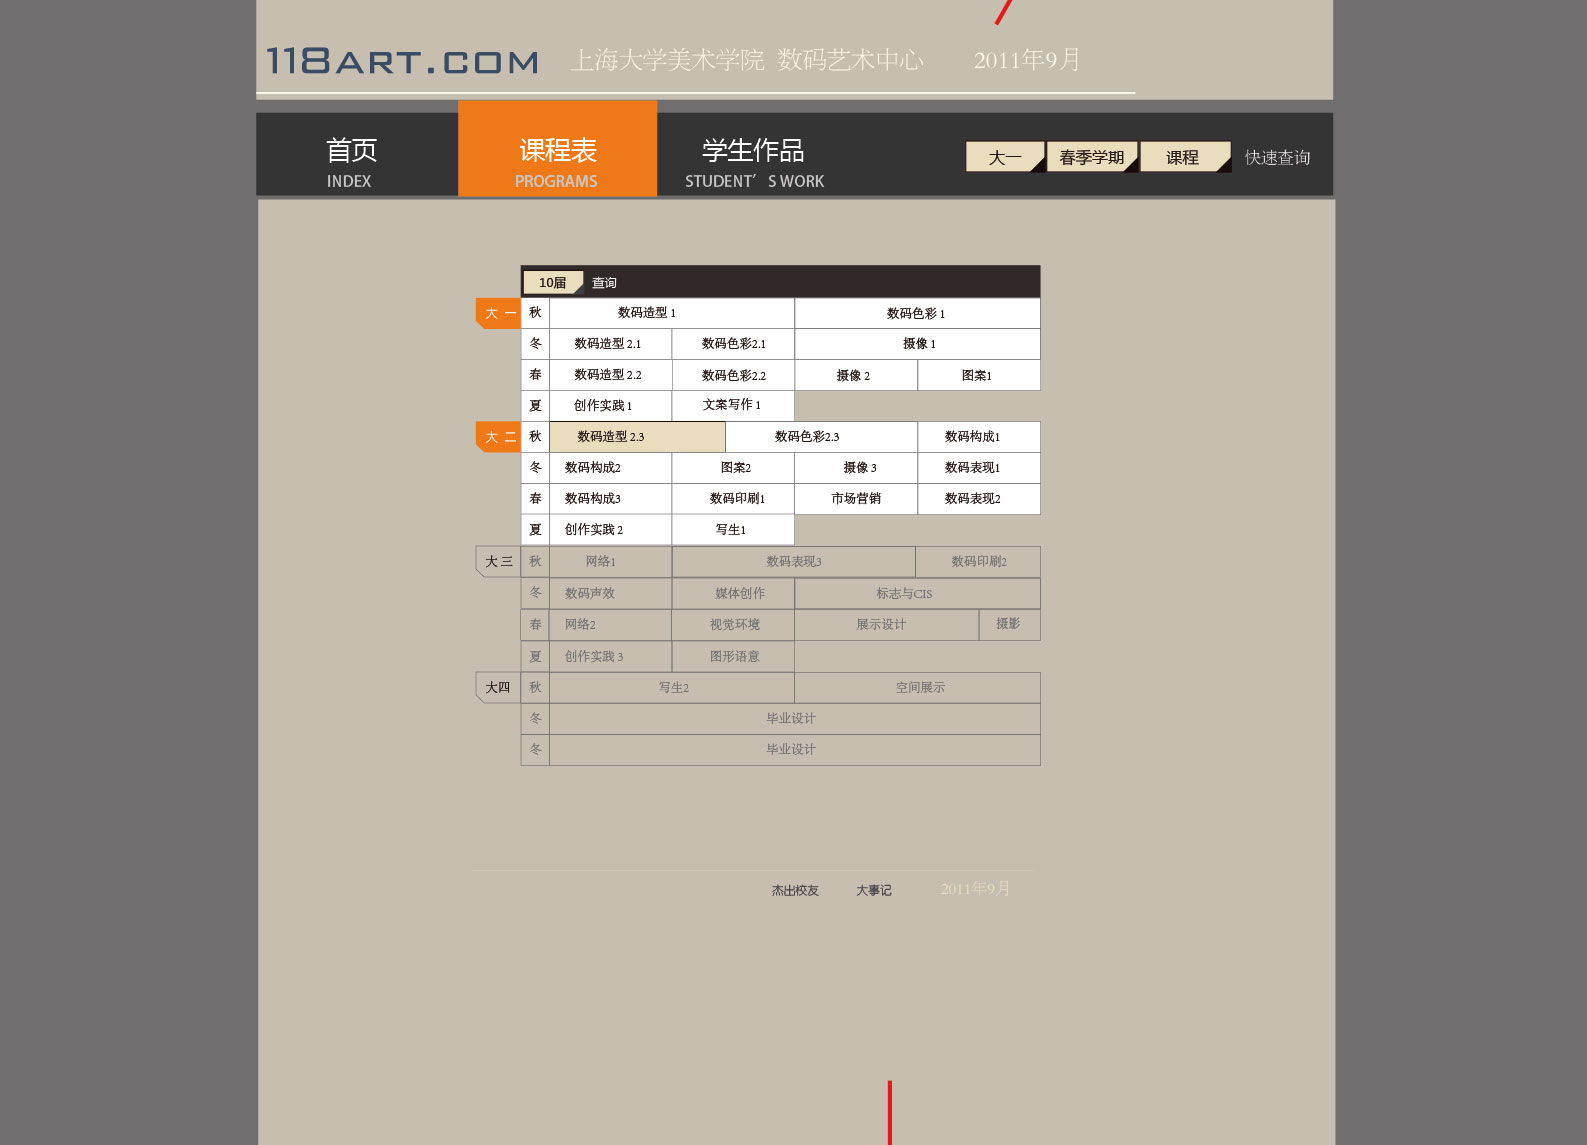 118ART.COM 上海大学美术学院 数码艺术中心 2011年9月
首页 课程表 学生作品 大一 春季学期 课程 快速查询
INDEX PROGRAMS STUDENT’S WORK
10届 查询
大 一 秋 数码造型 1 数码色彩 1
冬 数码造型 2.1 数码色彩2.1 摄像 1
春 数码造型 2.2 数码色彩2.2 摄像 2 图案1
夏 创作实践 1 文案写作 1
大 二 秋 数码造型 2.3 数码色彩2.3 数码构成1
冬 数码构成2 图案2 摄像 3 数码表现1
春 数码构成3 数码印刷1 市场营销 数码表现2
夏 创作实践 2 写生1
大 三 秋 网络1 数码表现3 数码印刷2
冬 数码声效 媒体创作 标志与CIS
春 网络2 视觉环境 展示设计 摄影
夏 创作实践 3 图形语意
大四 秋 写生2 空间展示
冬 毕业设计
冬 毕业设计
杰出校友 大事记 2011年9月